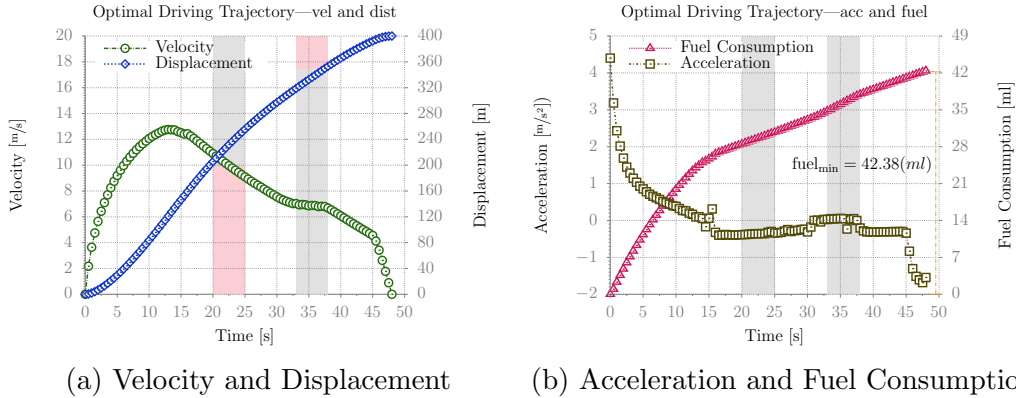 Optimal Driving Trajectory—vel and dist
Velocity
Displacement
Velocity [m/s]
20
18
16
14
12
10
8
6
4
2
0
400
360
320
280
240
200
160
120
80
40
0
Displacement [m]
0 5 10 15 20 25 30 35 40 45 50
Time [s]
(a) Velocity and Displacement
Optimal Driving Trajectory—acc and fuel
Fuel Consumption
Acceleration
fuel_min = 42.38(ml)
Acceleration [m/s²)]
5
4
3
2
1
0
−1
−2
49
42
35
28
21
14
7
0
Fuel Consumption [ml]
0 5 10 15 20 25 30 35 40 45 50
Time [s]
(b) Acceleration and Fuel Consumptio